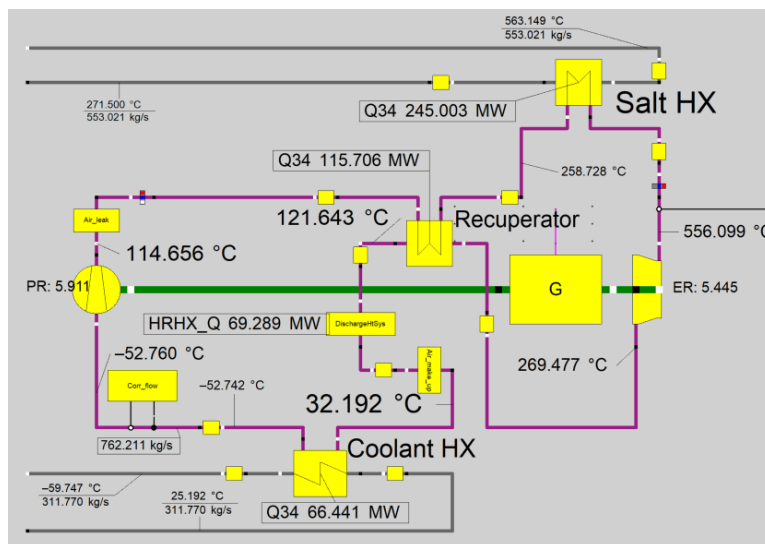 563.149 °C
553.021 kg/s
271.500 °C
553.021 kg/s
Q34 245.003 MW
Salt HX
Q34 115.706 MW
258.728 °C
Air_leak
121.643 °C
Recuperator
114.656 °C
556.099 °C
PR: 5.911
G
ER: 5.445
HRHX_Q 69.289 MW
DischargeHtSys
Air_make_up
269.477 °C
−52.760 °C
Corr_flow
−52.742 °C
32.192 °C
762.211 kg/s
Coolant HX
−59.747 °C
311.770 kg/s
25.192 °C
311.770 kg/s
Q34 66.441 MW